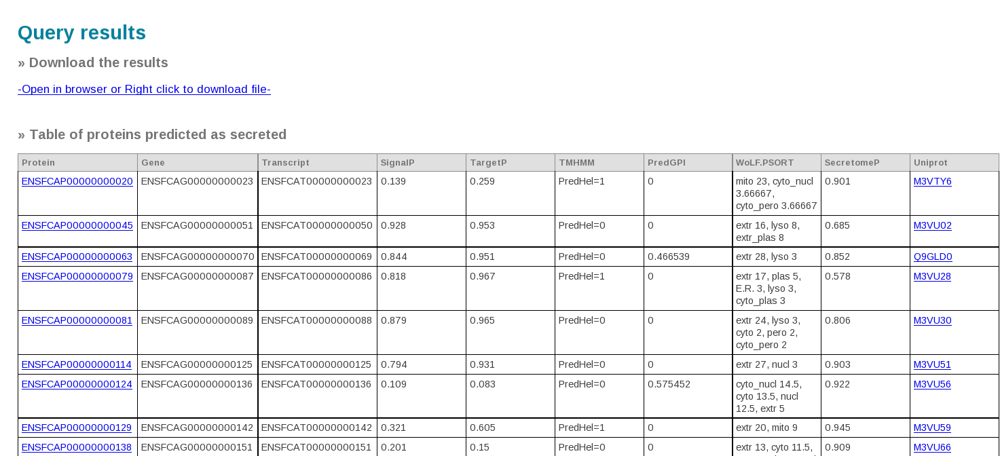 Query results
» Download the results
-Open in browser or Right click to download file-
» Table of proteins predicted as secreted
Protein Gene Transcript SignalP TargetP TMHMM PredGPI WoLF.PSORT SecretomeP Uniprot
ENSFCAP00000000020 ENSFCAG00000000023 ENSFCAT00000000023 0.139 0.259 PredHel=1 0 mito 23, cyto_nucl 0.901 M3VTY6
3.66667,
cyto_pero 3.66667
ENSFCAP00000000045 ENSFCAG00000000051 ENSFCAT00000000050 0.928 0.953 PredHel=0 0 extr 16, lyso 8, 0.685 M3VU02
extr_plas 8
ENSFCAP00000000063 ENSFCAG00000000070 ENSFCAT00000000069 0.844 0.951 PredHel=0 0.466539 extr 28, lyso 3 0.852 Q9GLD0
ENSFCAP00000000079 ENSFCAG00000000087 ENSFCAT00000000086 0.818 0.967 PredHel=1 0 extr 17, plas 5, 0.578 M3VU28
E.R. 3, lyso 3,
cyto_plas 3
ENSFCAP00000000081 ENSFCAG00000000089 ENSFCAT00000000088 0.879 0.965 PredHel=0 0 extr 24, lyso 3, 0.806 M3VU30
cyto 2, pero 2,
cyto_pero 2
ENSFCAP00000000114 ENSFCAG00000000125 ENSFCAT00000000125 0.794 0.931 PredHel=0 0 extr 27, nucl 3 0.903 M3VU51
ENSFCAP00000000124 ENSFCAG00000000136 ENSFCAT00000000136 0.109 0.083 PredHel=0 0.575452 cyto_nucl 14.5, 0.922 M3VU56
cyto 13.5, nucl
12.5, extr 5
ENSFCAP00000000129 ENSFCAG00000000142 ENSFCAT00000000142 0.321 0.605 PredHel=1 0 extr 20, mito 9 0.945 M3VU59
ENSFCAP00000000138 ENSFCAG00000000151 ENSFCAT00000000151 0.201 0.15 PredHel=0 0 extr 13, cyto 11.5, 0.909 M3VU66